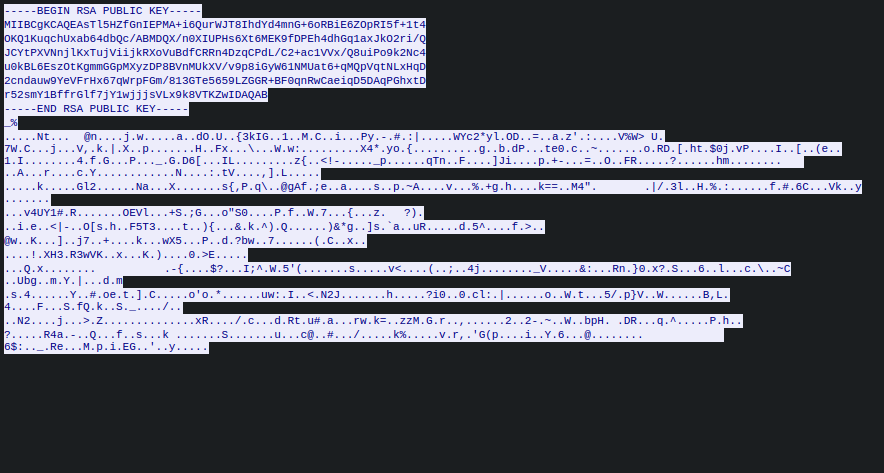 -----BEGIN RSA PUBLIC KEY-----
MIIBCgKCAQEAsTl5HZfGnIEPMA+i6QurWJT8IhdYd4mnG+6oRBiE6ZOpRI5f+1t4
OKQ1KuqchUxab64dbQc/ABMDQX/n0XIUPHs6Xt6MEK9fDPEh4dhGq1axJkO2ri/Q
JCYtPXVNnjlKxTujViijkRXoVuBdfCRRn4DzqCPdL/C2+ac1VVx/Q8uiPo9k2Nc4
u0kBL6EszOtKgmmGGpMXyzDP8BVnMUkXV/v9p8iGyW61NMUat6+qMQpVqtNLxHqD
2cndauw9YeVFrHx67qWrpFGm/813GTe5659LZGGR+BF0qnRwCaeiqD5DAqPGhxtD
r52smY1BffrGlf7jY1wjjjsVLx9k8VTKZwIDAQAB
-----END RSA PUBLIC KEY-----
_%
.....Nt... @n....j.w.....a..dO.U..{3kIG..1..M.C..i...Py.-.#.:|.....WYc2*yl.OD..=..a.z'.:....V%W> U.
7W.C...j...V,.k.|.X..p.......H..Fx...\...W.w:.........X4*.yo.{..........g..b.dP...te0.c..~.......o.RD.[.ht.$0j.vP....I..[..(e..
1.I........4.f.G...P..._.G.D6[...IL.........z{..<!-....._p......qTn..F....]Ji....p.+-...=..O..FR.....?......hm........
..A...r....c.Y............N....:.tV....,].L.....
.....k.....Gl2......Na...X.......s{,P.q\..@gAf.;e..a....s..p.~A....v...%.+g.h....k==..M4". .|/.3l..H.%.:......f.#.6C...Vk..y
.......
...v4UY1#.R.......OEVl...+S.;G...o"S0....P.f..W.7...{...z. ?).
..i.e..<|-..O[s.h..F5T3....t..){...&.k.^).Q......)&*g..]s.`a..uR.....d.5^....f.>..
@w..K...]..j7..+....k...wX5...P..d.?bw..7......(.C..x..
....!.XH3.R3wVK..x...K.)....0.>E.....
...Q.x........ .-{....$?...I;^.W.5'(.......s.....v<....(..;..4j........_V.....&:...Rn.}0.x?.S...6..l...c.\..~C
..Ubg..m.Y.|...d.m
.s.4......Y..#.oe.t.].C.....o'o.*......uw:.I..<.N2J.......h.....?i0..0.cl:.|......o..W.t...5/.p}V..W......B,L.
4....F...S.fQ.k..S._..../..
..N2....j...>.Z..............xR..../.c...d.Rt.u#.a...rw.k=..zzM.G.r..,......2..2-.~..W..bpH. .DR...q.^.....P.h..
?.....R4a.-..Q...f..s...k .......S.......u...c@..#.../.....k%.....v.r,.'G(p....i..Y.6...@........
6$:.._.Re...M.p.i.EG..'..y.....